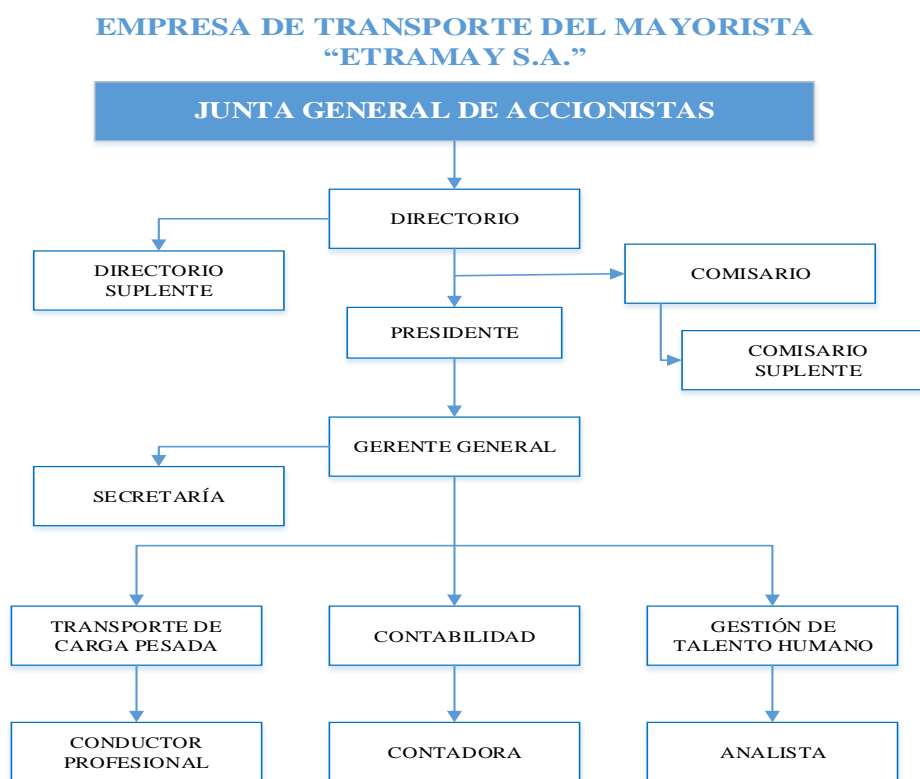 EMPRESA DE TRANSPORTE DEL MAYORISTA
“ETRAMAY S.A.”
JUNTA GENERAL DE ACCIONISTAS
DIRECTORIO
DIRECTORIO
SUPLENTE
COMISARIO
PRESIDENTE
COMISARIO
SUPLENTE
GERENTE GENERAL
SECRETARÍA
TRANSPORTE DE
CARGA PESADA
CONTABILIDAD
GESTIÓN DE
TALENTO HUMANO
CONDUCTOR
PROFESIONAL
CONTADORA
ANALISTA